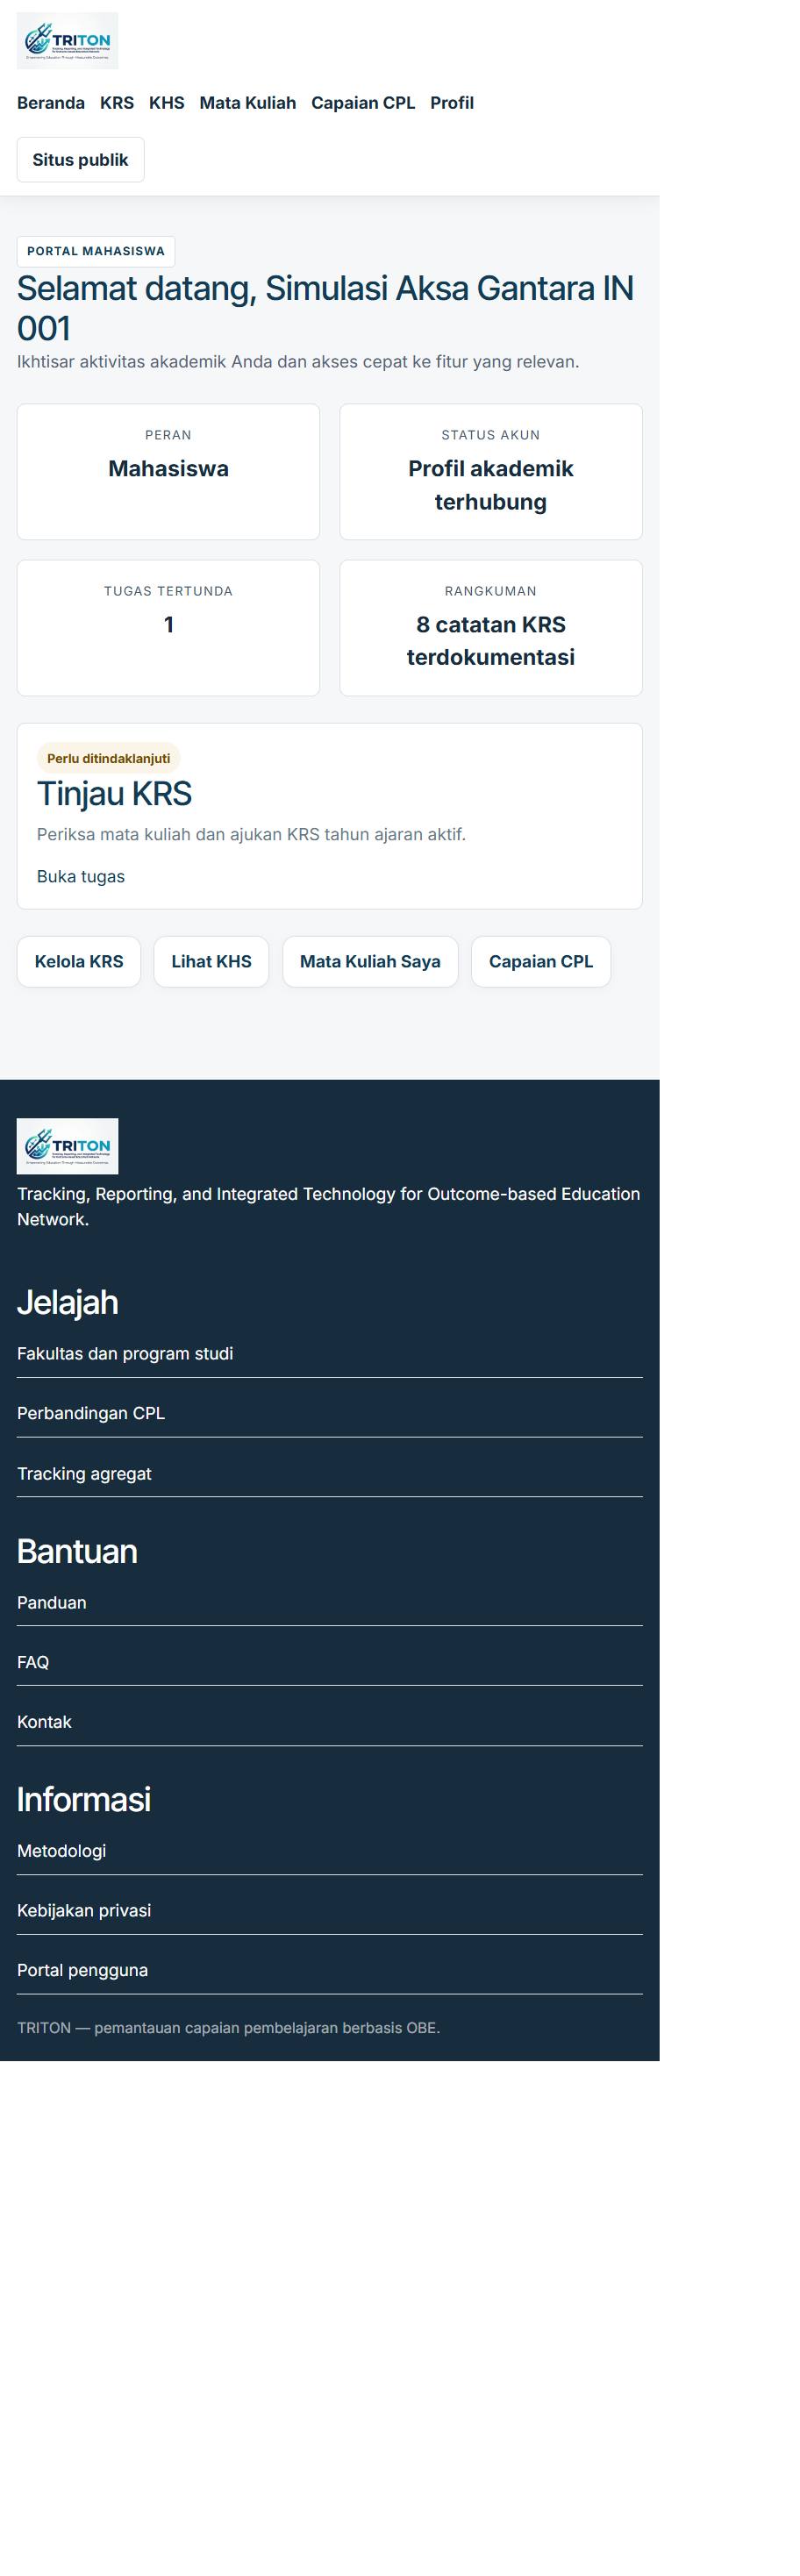 TRITON
Beranda KRS KHS Mata Kuliah Capaian CPL Profil
Situs publik
PORTAL MAHASISWA
Selamat datang, Simulasi Aksa Gantara IN
001
Ikhtisar aktivitas akademik Anda dan akses cepat ke fitur yang relevan.
PERAN
Mahasiswa
STATUS AKUN
Profil akademik
terhubung
TUGAS TERTUNDA
1
RANGKUMAN
8 catatan KRS
terdokumentasi
Perlu ditindaklanjuti
Tinjau KRS
Periksa mata kuliah dan ajukan KRS tahun ajaran aktif.
Buka tugas
Kelola KRS Lihat KHS Mata Kuliah Saya Capaian CPL
TRITON
Tracking, Reporting, and Integrated Technology for Outcome-based Education
Network.
Jelajah
Fakultas dan program studi
Perbandingan CPL
Tracking agregat
Bantuan
Panduan
FAQ
Kontak
Informasi
Metodologi
Kebijakan privasi
Portal pengguna
TRITON — pemantauan capaian pembelajaran berbasis OBE.